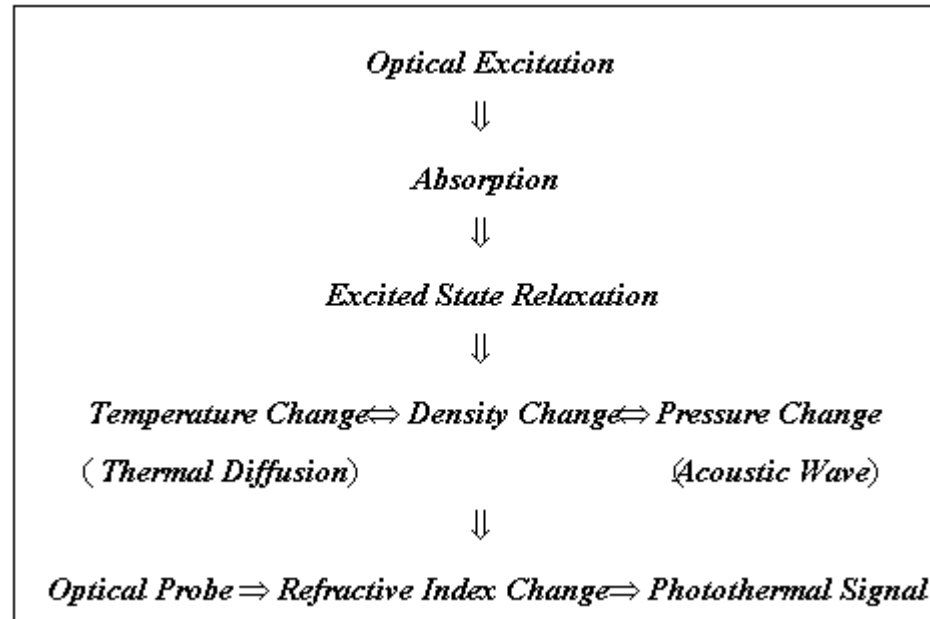 Optical Excitation
⇓
Absorption
⇓
Excited State Relaxation
⇓
Temperature Change⇔ Density Change⇔ Pressure Change
( Thermal Diffusion) (Acoustic Wave)
⇓
Optical Probe ⇒ Refractive Index Change⇒ Photothermal Signal